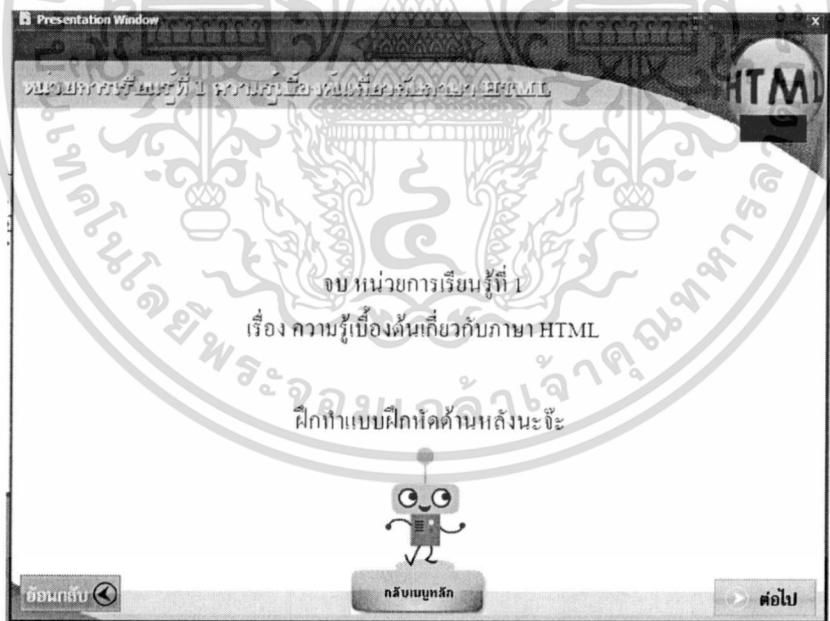 Presentation Window
x
หน่วยการเรียนรู้ที่ 1 ความรู้เบื้องต้นเกี่ยวกับภาษา HTML
HTML
จบ หน่วยการเรียนรู้ที่ 1
เรื่อง ความรู้เบื้องต้นเกี่ยวกับภาษา HTML
ฝึกทำแบบฝึกหัดด้านหลังนะจ๊ะ
ย้อนกลับ
กลับเมนูหลัก
ต่อไป